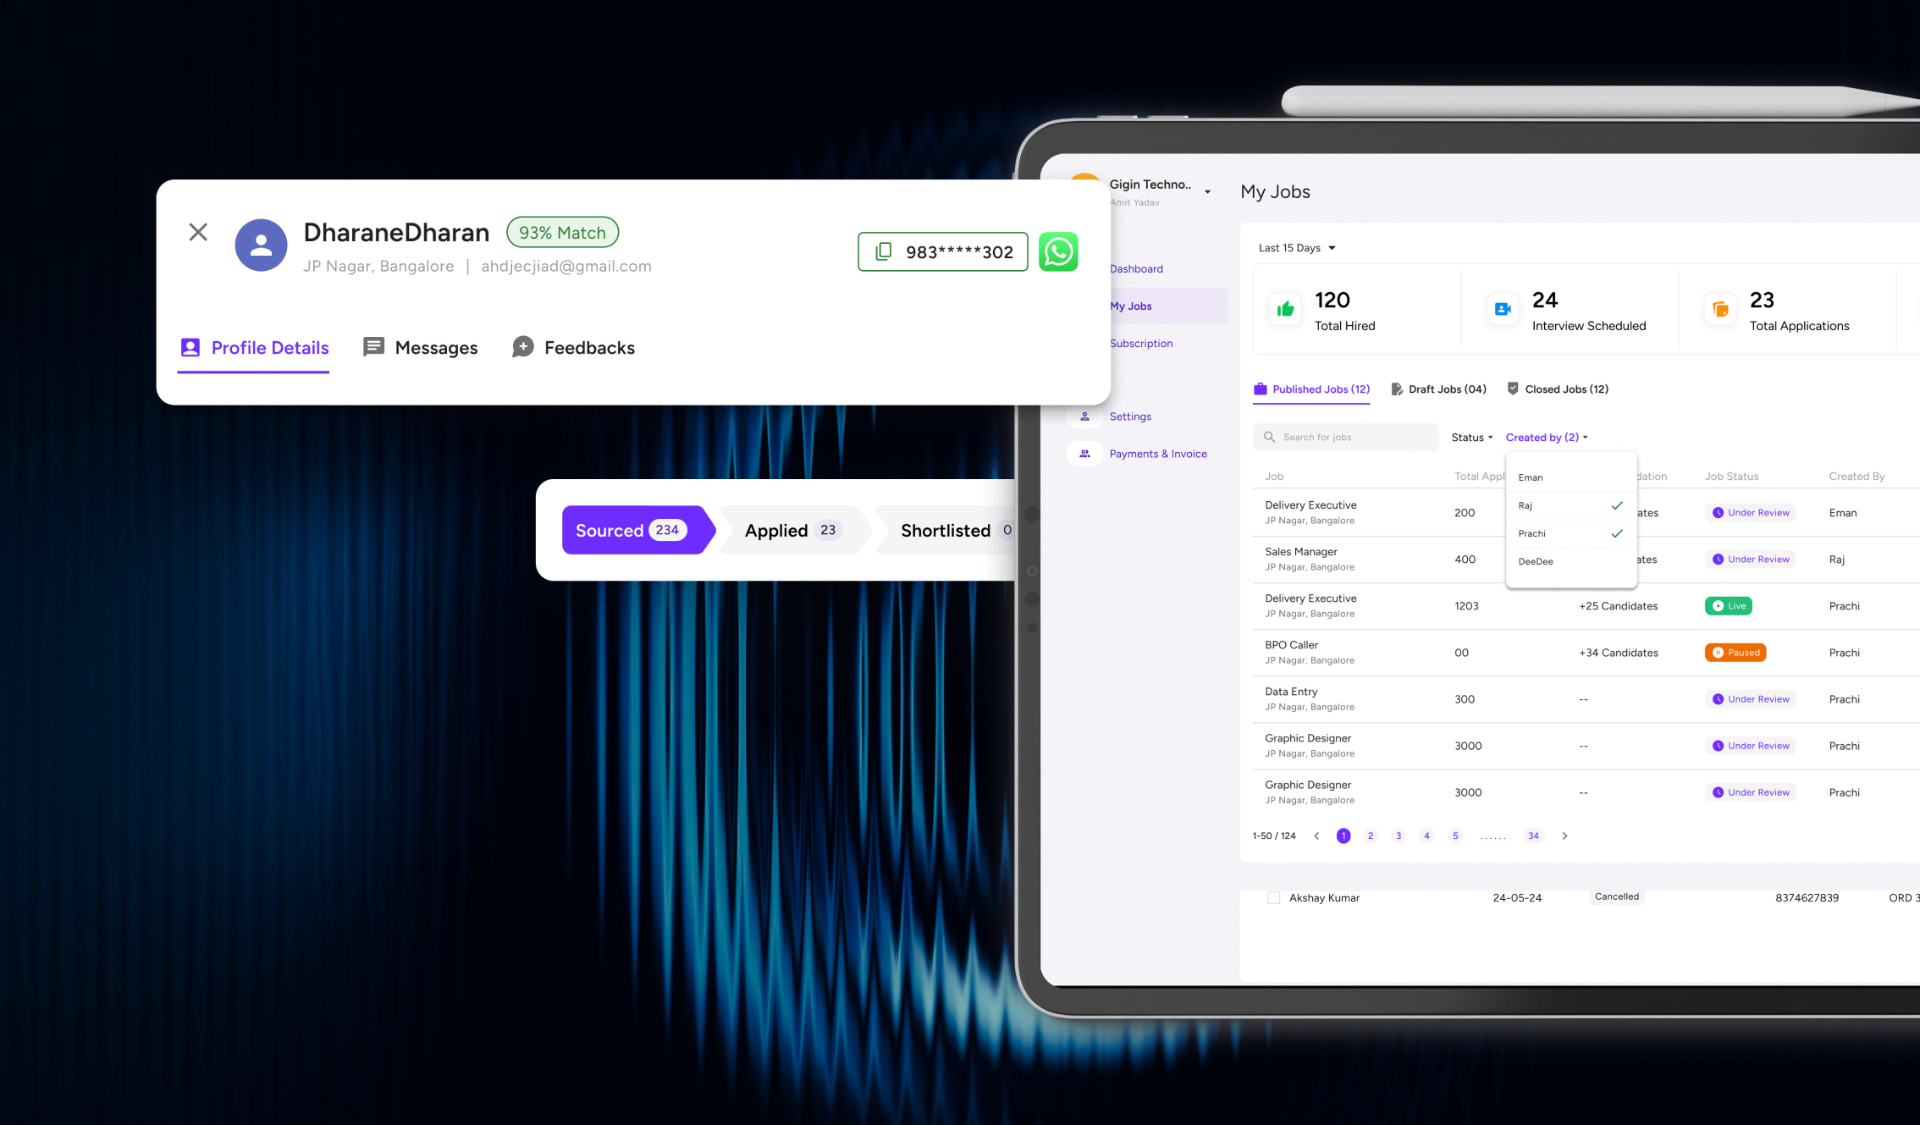 DharaneDharan 93% Match
JP Nagar, Bangalore | ahdjecjiad@gmail.com
983*****302
Profile Details Messages Feedbacks
Sourced 234 Applied 23 Shortlisted 0
Gigin Techno..
Amit Yadav
Dashboard
My Jobs
Subscription
Settings
Payments & Invoice
My Jobs
Last 15 Days
120
Total Hired
24
Interview Scheduled
23
Total Applications
Published Jobs (12) Draft Jobs (04) Closed Jobs (12)
Search for jobs Status Created by (2)
Eman
Raj
Prachi
DeeDee
Job Total Appl dation Job Status Created By
Delivery Executive
JP Nagar, Bangalore
200 ates Under Review Eman
Sales Manager
JP Nagar, Bangalore
400 ates Under Review Raj
Delivery Executive
JP Nagar, Bangalore
1203 +25 Candidates Live Prachi
BPO Caller
JP Nagar, Bangalore
00 +34 Candidates Paused Prachi
Data Entry
JP Nagar, Bangalore
300 -- Under Review Prachi
Graphic Designer
JP Nagar, Bangalore
3000 -- Under Review Prachi
Graphic Designer
JP Nagar, Bangalore
3000 -- Under Review Prachi
1-50 / 124 1 2 3 4 5 ...... 34
Akshay Kumar 24-05-24 Cancelled 8374627839 ORD 3